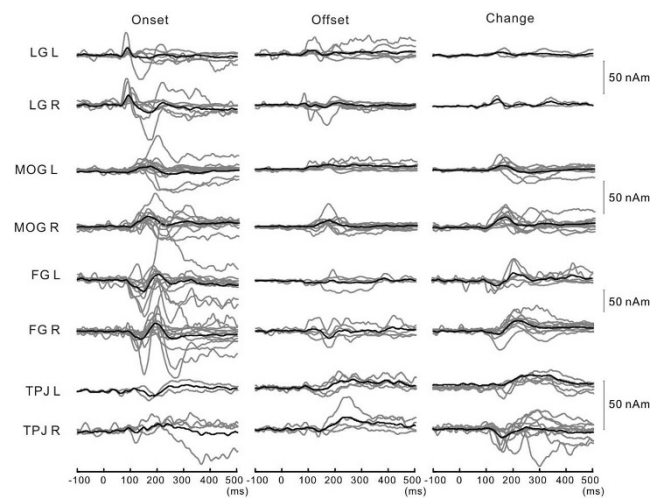 Onset Offset Change
LG L
50 nAm
LG R
MOG L
50 nAm
MOG R
FG L
50 nAm
FG R
TPJ L
50 nAm
TPJ R
-100 0 100 200 300 400 500 -100 0 100 200 300 400 500 -100 0 100 200 300 400 500
(ms) (ms) (ms)